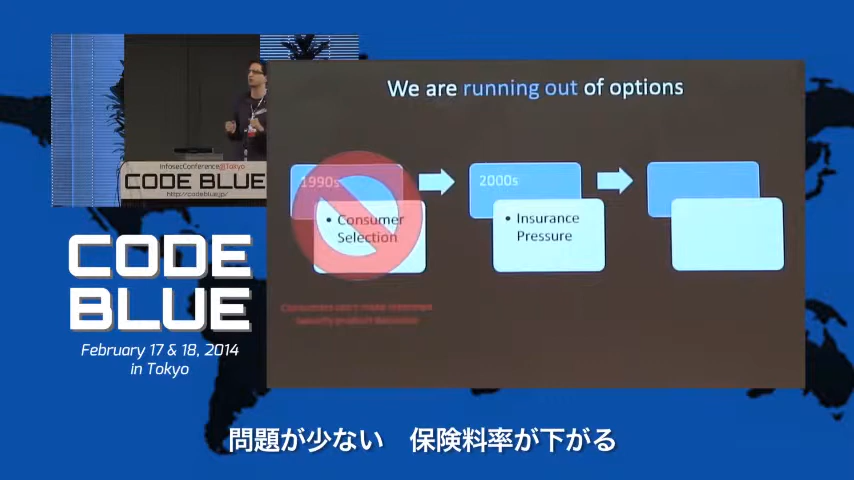 We are running out of options
InfosecConference@Tokyo
CODE BLUE
http://codeblue.jp/
1990s
• Consumer
Selection
2000s
• Insurance
Pressure
CODE
BLUE
February 17 & 18, 2014
in Tokyo
問題が少ない 保険料率が下がる